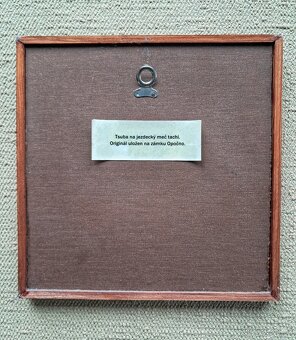 Tsuba na jezdecký meč tachi.
Originál uložen na zámku Opočno.